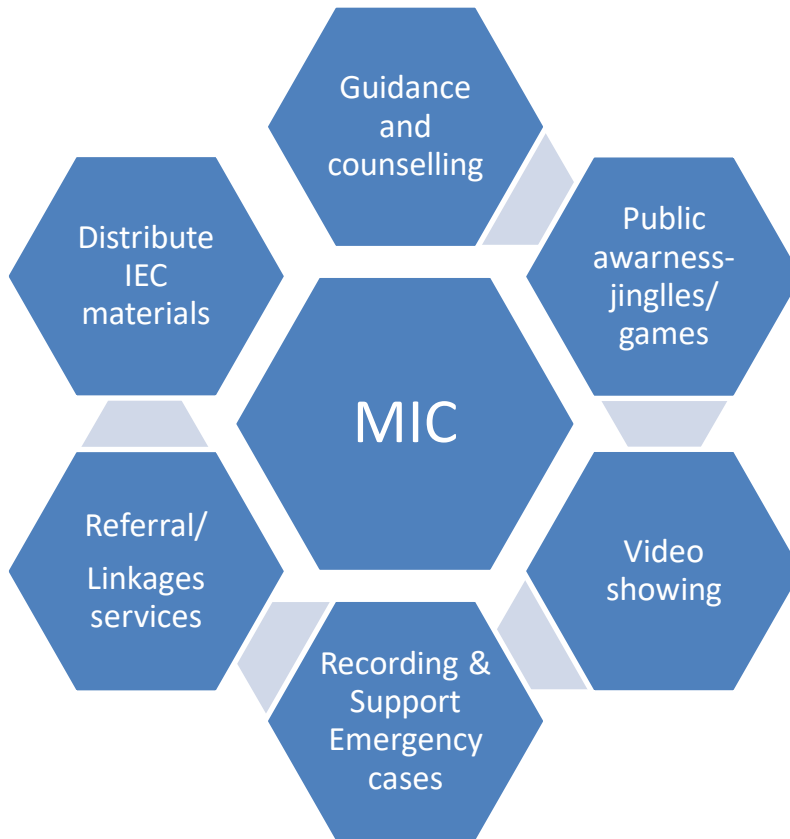 Guidance
and
counselling
Public
awarness-
jinglles/
games
Video
showing
Recording &
Support
Emergency
cases
Referral/
Linkages
services
Distribute
IEC
materials
MIC